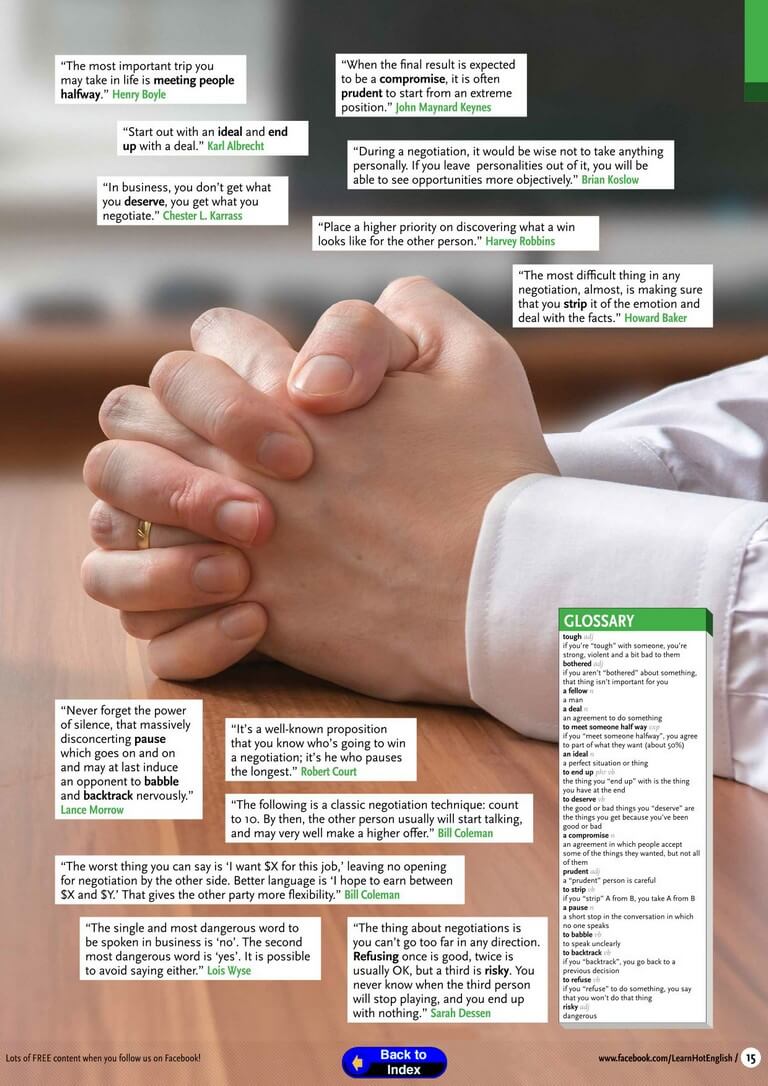 “The most important trip you
may take in life is meeting people
halfway.” Henry Boyle
“When the final result is expected
to be a compromise, it is often
prudent to start from an extreme
position.” John Maynard Keynes
“Start out with an ideal and end
up with a deal.” Karl Albrecht
“During a negotiation, it would be wise not to take anything
personally. If you leave personalities out of it, you will be
able to see opportunities more objectively.” Brian Koslow
“In business, you don’t get what
you deserve, you get what you
negotiate.” Chester L. Karrass
“Place a higher priority on discovering what a win
looks like for the other person.” Harvey Robbins
“The most difficult thing in any
negotiation, almost, is making sure
that you strip it of the emotion and
deal with the facts.” Howard Baker
“Never forget the power
of silence, that massively
disconcerting pause
which goes on and on
and may at last induce
an opponent to babble
and backtrack nervously.”
Lance Morrow
“It’s a well-known proposition
that you know who’s going to win
a negotiation; it’s he who pauses
the longest.” Robert Court
“The following is a classic negotiation technique: count
to 10. By then, the other person usually will start talking,
and may very well make a higher offer.” Bill Coleman
“The worst thing you can say is ‘I want $X for this job,’ leaving no opening
for negotiation by the other side. Better language is ‘I hope to earn between
$X and $Y.’ That gives the other party more flexibility.” Bill Coleman
“The single and most dangerous word to
be spoken in business is ‘no’. The second
most dangerous word is ‘yes’. It is possible
to avoid saying either.” Lois Wyse
“The thing about negotiations is
you can’t go too far in any direction.
Refusing once is good, twice is
usually OK, but a third is risky. You
never know when the third person
will stop playing, and you end up
with nothing.” Sarah Dessen
GLOSSARY
tough adj
if you’re “tough” with someone, you’re
strong, violent and a bit bad to them
bothered adj
if you aren’t “bothered” about something,
that thing isn’t important for you
a fellow n
a man
a deal n
an agreement to do something
to meet someone half way exp
if you “meet someone halfway”, you agree
to part of what they want (about 50%)
an ideal n
a perfect situation or thing
to end up phr vb
the thing you “end up” with is the thing
you have at the end
to deserve vb
the good or bad things you “deserve” are
the things you get because you’ve been
good or bad
a compromise n
an agreement in which people accept
some of the things they wanted, but not all
of them
prudent adj
a “prudent” person is careful
to strip vb
if you “strip” A from B, you take A from B
a pause n
a short stop in the conversation in which
no one speaks
to babble vb
to speak unclearly
to backtrack vb
if you “backtrack”, you go back to a
previous decision
to refuse vb
if you “refuse” to do something, you say
that you won’t do that thing
risky adj
dangerous
Lots of FREE content when you follow us on Facebook!
Back to
Index
www.facebook.com/LearnHotEnglish / 15